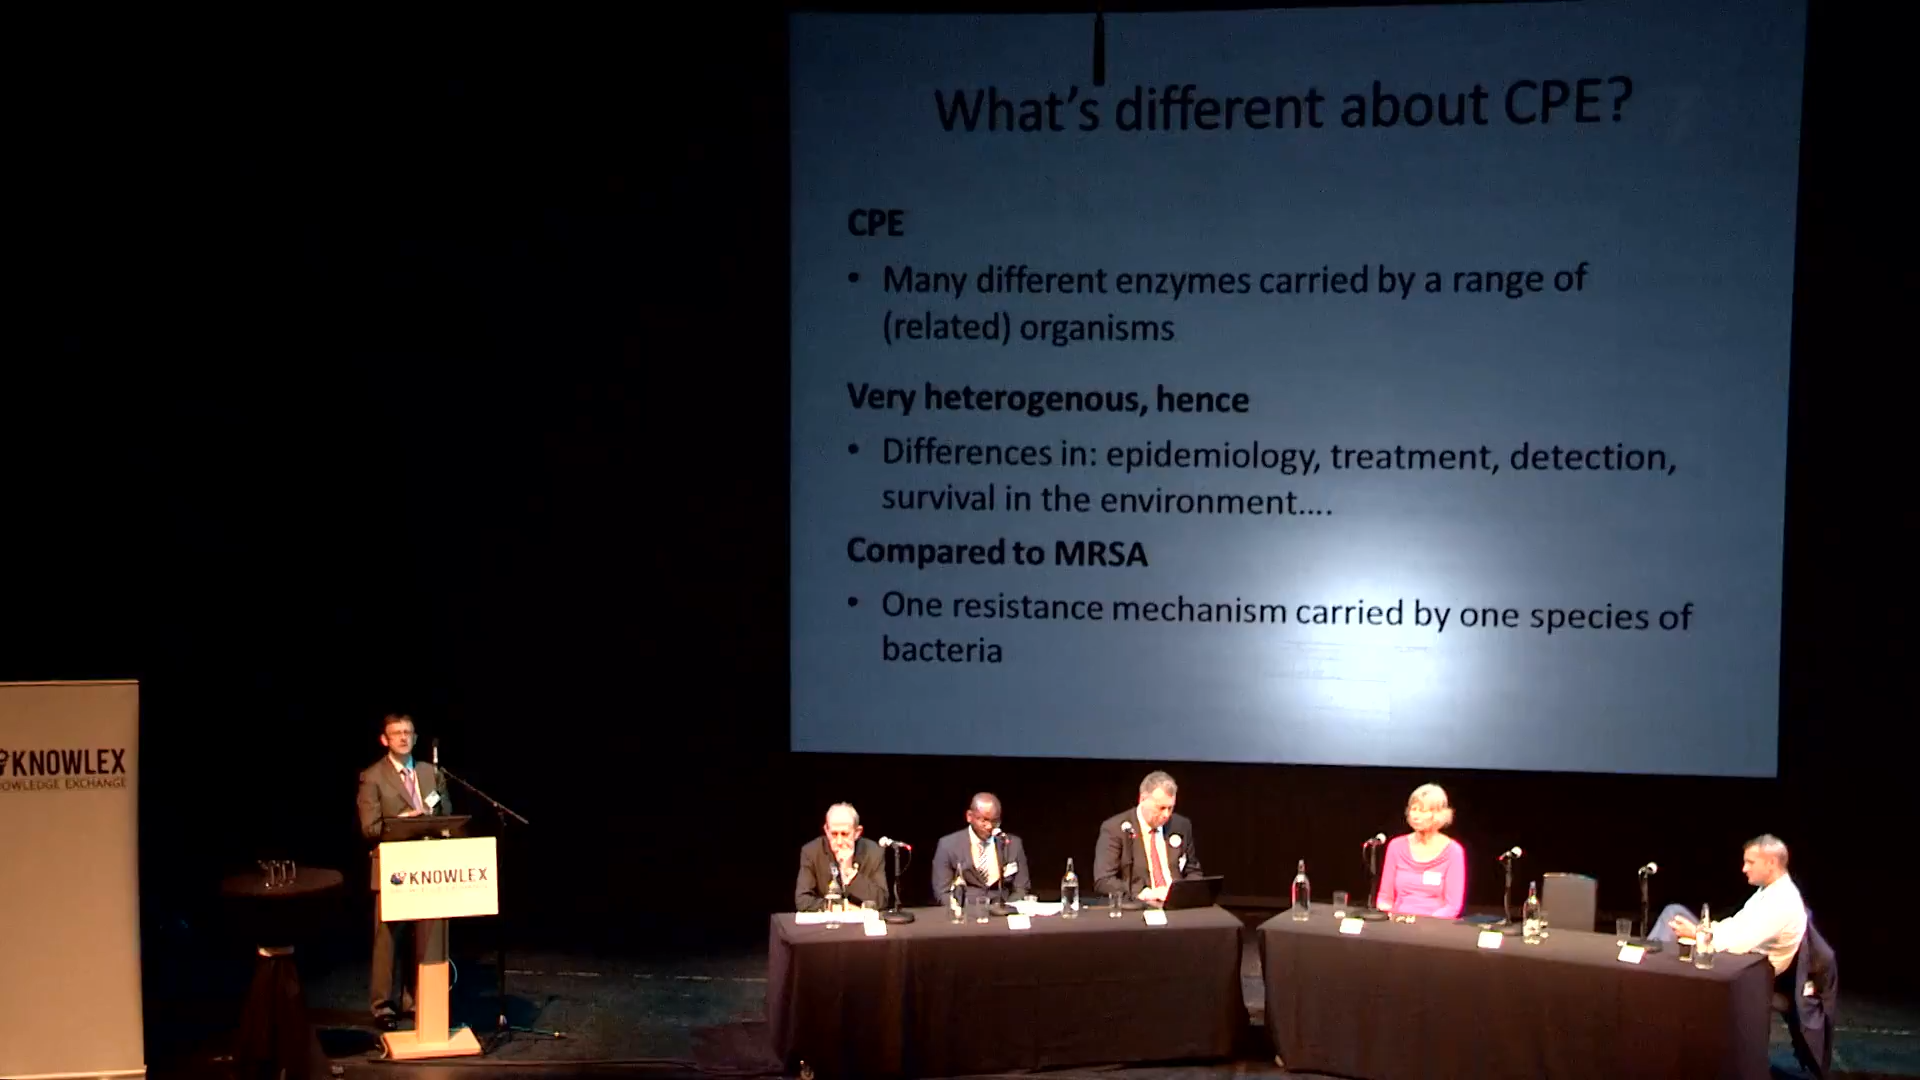 What's different about CPE?
CPE
• Many different enzymes carried by a range of
(related) organisms
Very heterogenous, hence
• Differences in: epidemiology, treatment, detection,
survival in the environment....
Compared to MRSA
• One resistance mechanism carried by one species of
bacteria
KNOWLEX
OWLEDGE EXCHANGE
KNOWLEX